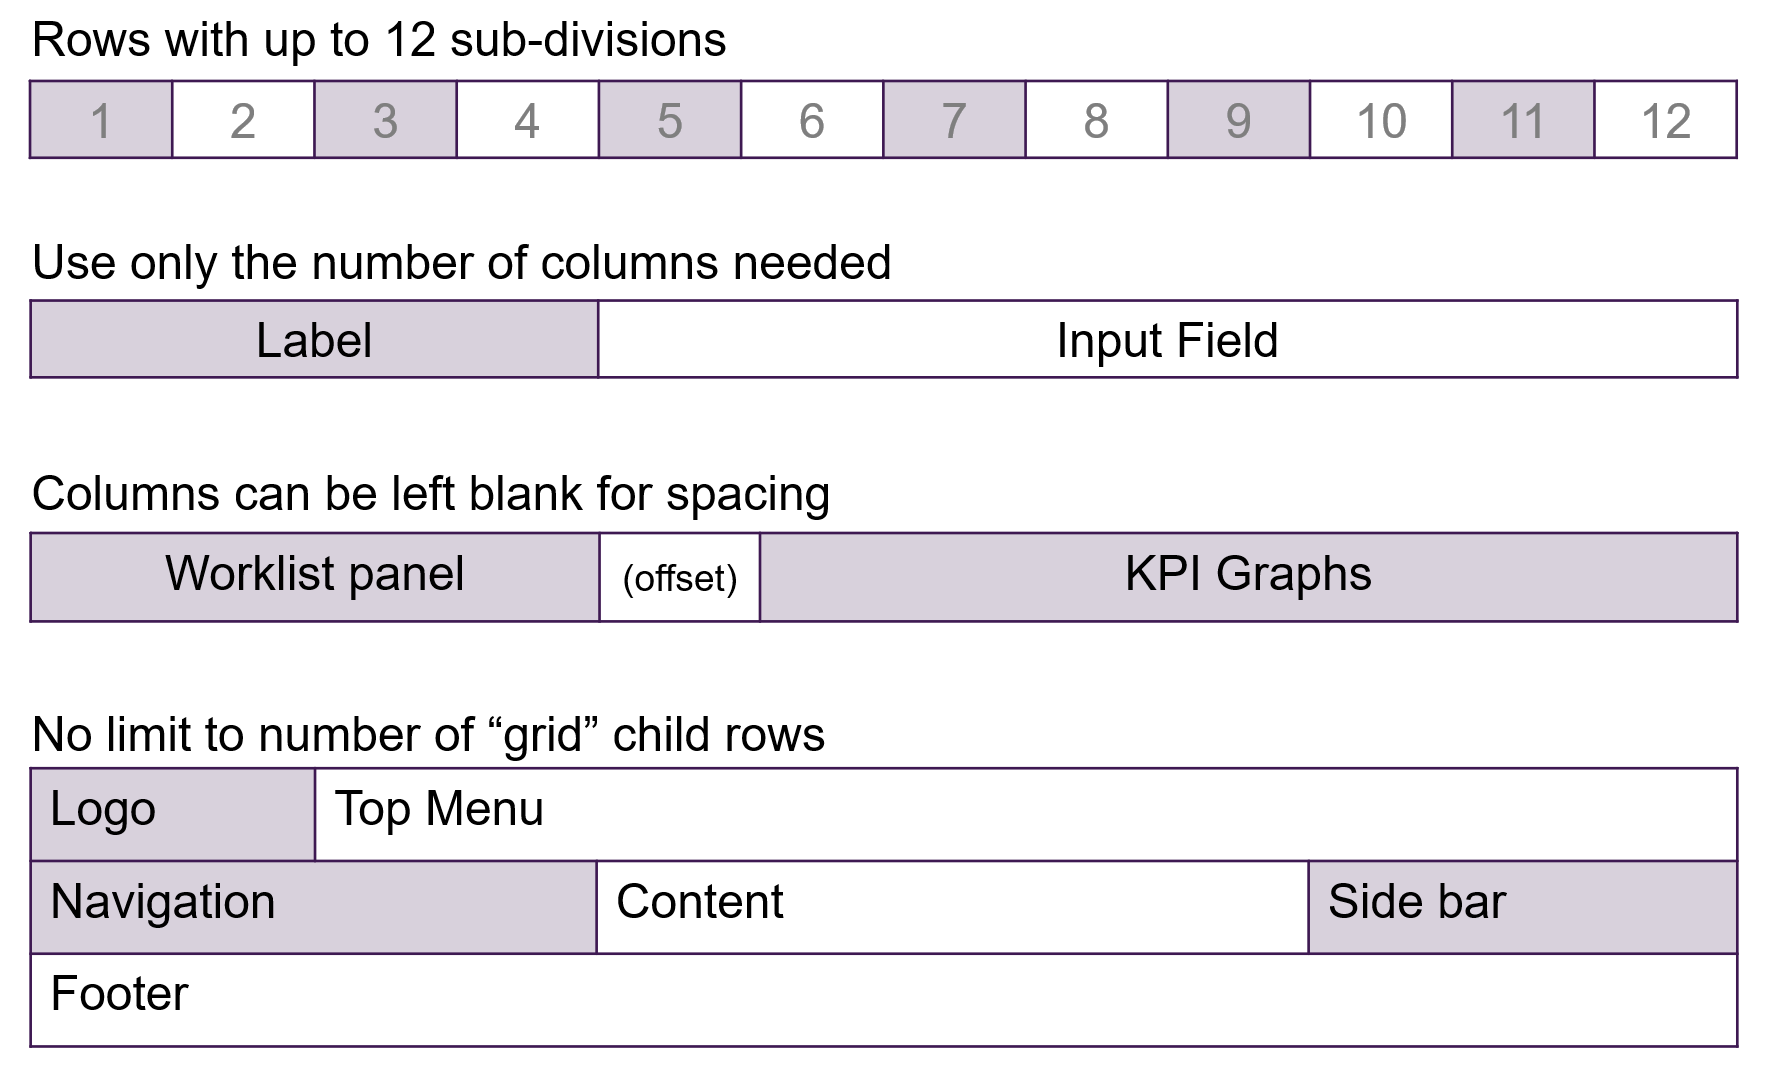 Rows with up to 12 sub-divisions
1 2 3 4 5 6 7 8 9 10 11 12
Use only the number of columns needed
Label Input Field
Columns can be left blank for spacing
Worklist panel (offset) KPI Graphs
No limit to number of “grid” child rows
Logo Top Menu
Navigation Content Side bar
Footer